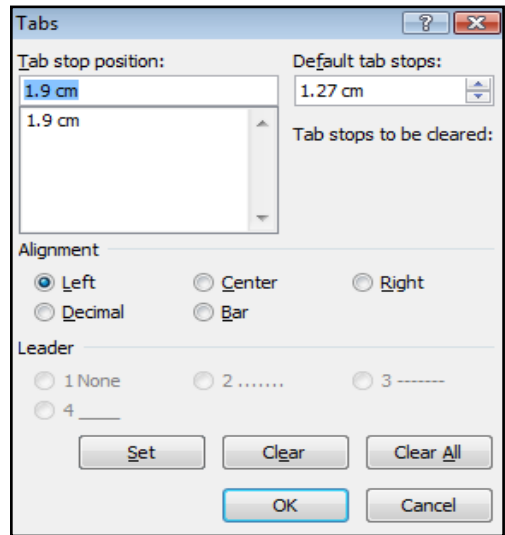 Tabs
Tab stop position: Default tab stops:
1.9 cm 1.27 cm
1.9 cm
Tab stops to be cleared:
Alignment
Left Center Right
Decimal Bar
Leader
1 None 2 ....... 3 -------
4 ____
Set Clear Clear All
OK Cancel